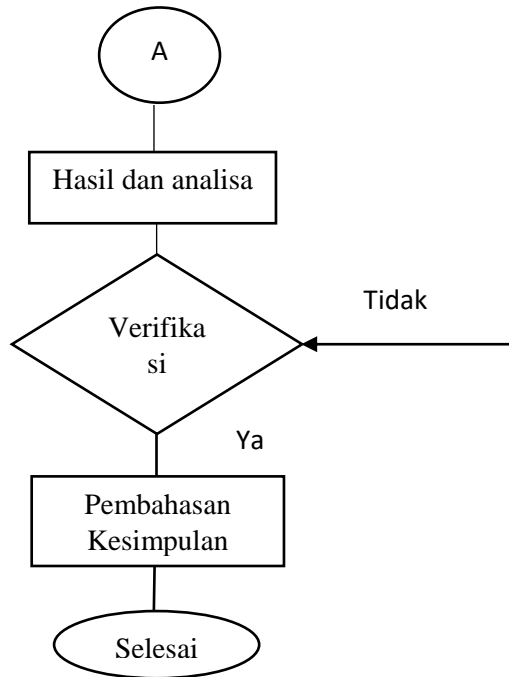 A
Hasil dan analisa
Tidak
Verifika
si
Ya
Pembahasan
Kesimpulan
Selesai